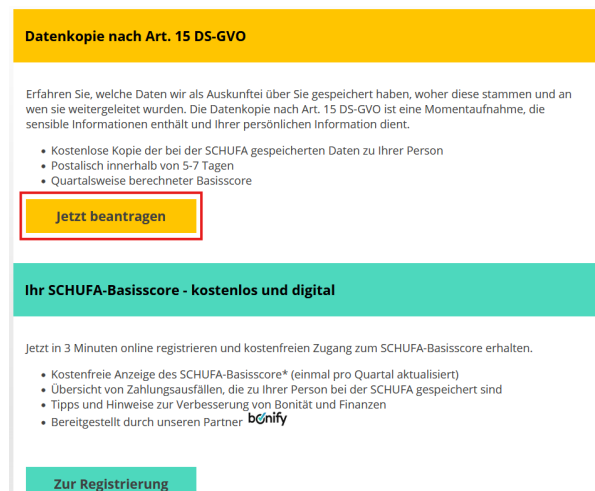 Datenkopie nach Art. 15 DS-GVO
Erfahren Sie, welche Daten wir als Auskunftei über Sie gespeichert haben, woher diese stammen und an
wen sie weitergeleitet wurden. Die Datenkopie nach Art. 15 DS-GVO ist eine Momentaufnahme, die
sensible Informationen enthält und Ihrer persönlichen Information dient.
• Kostenlose Kopie der bei der SCHUFA gespeicherten Daten zu Ihrer Person
• Postalisch innerhalb von 5-7 Tagen
• Quartalsweise berechneter Basisscore
Jetzt beantragen
Ihr SCHUFA-Basisscore - kostenlos und digital
Jetzt in 3 Minuten online registrieren und kostenfreien Zugang zum SCHUFA-Basisscore erhalten.
• Kostenfreie Anzeige des SCHUFA-Basisscore* (einmal pro Quartal aktualisiert)
• Übersicht von Zahlungsausfällen, die zu Ihrer Person bei der SCHUFA gespeichert sind
• Tipps und Hinweise zur Verbesserung von Bonität und Finanzen
• Bereitgestellt durch unseren Partner bonify
Zur Registrierung